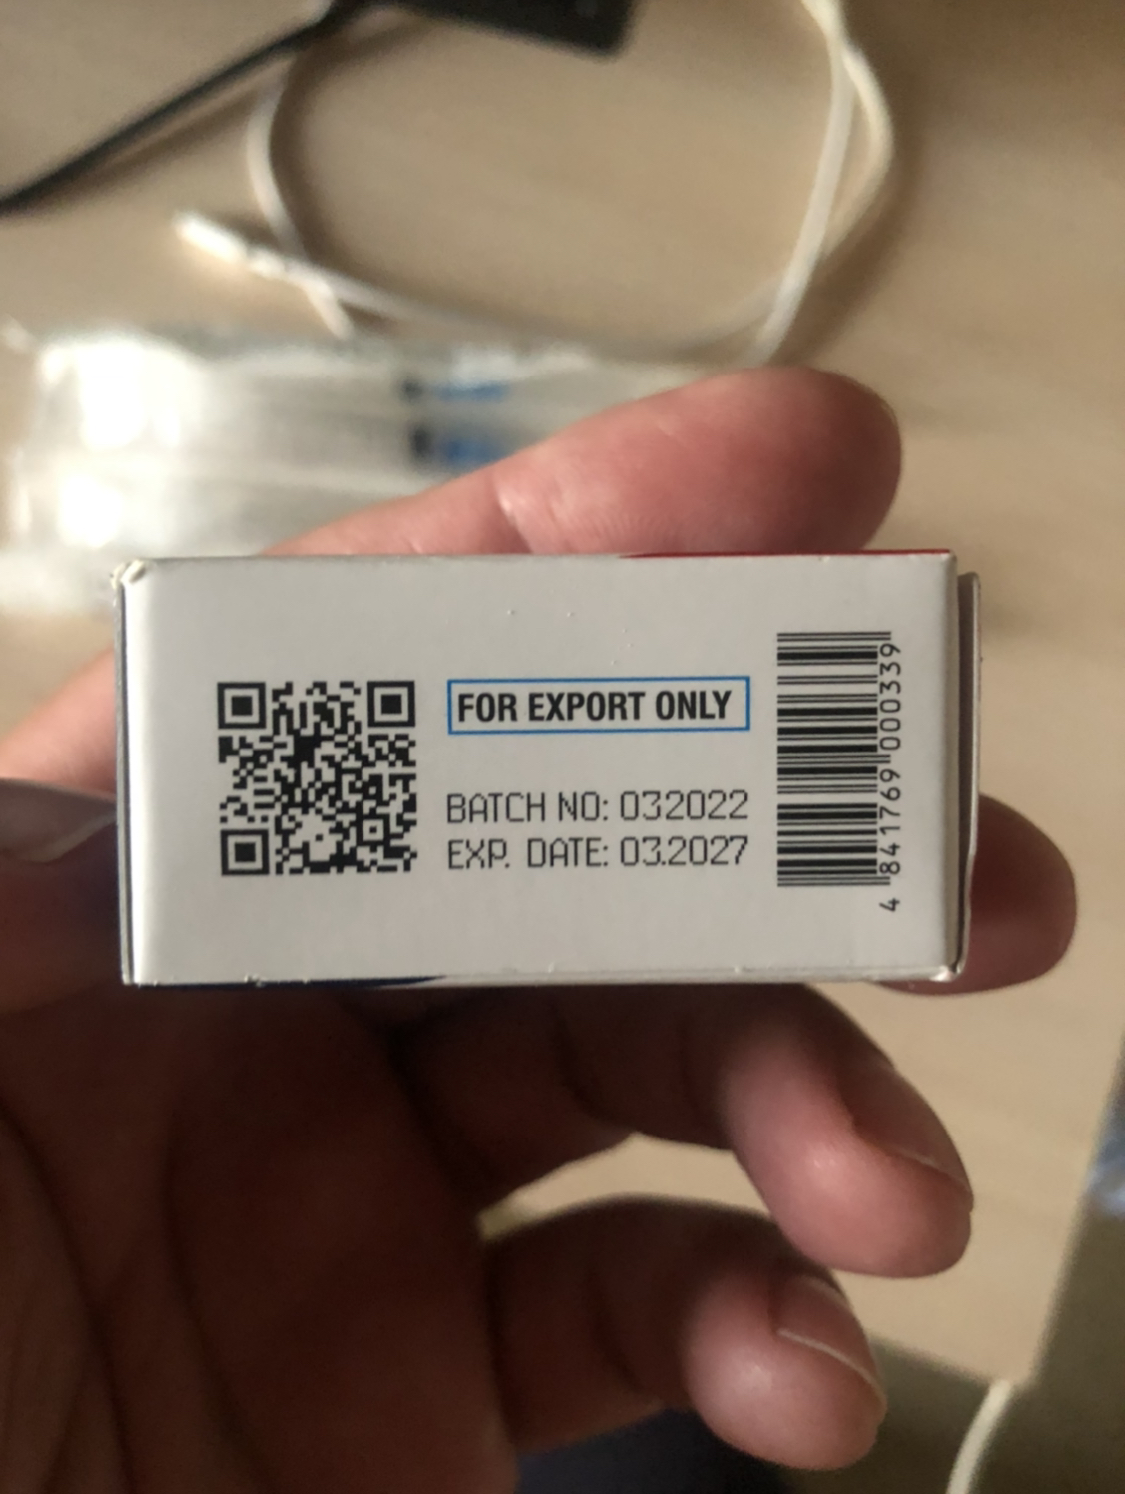 FOR EXPORT ONLY
BATCH NO: 032022
EXP. DATE: 03.2027
4 841769 000339